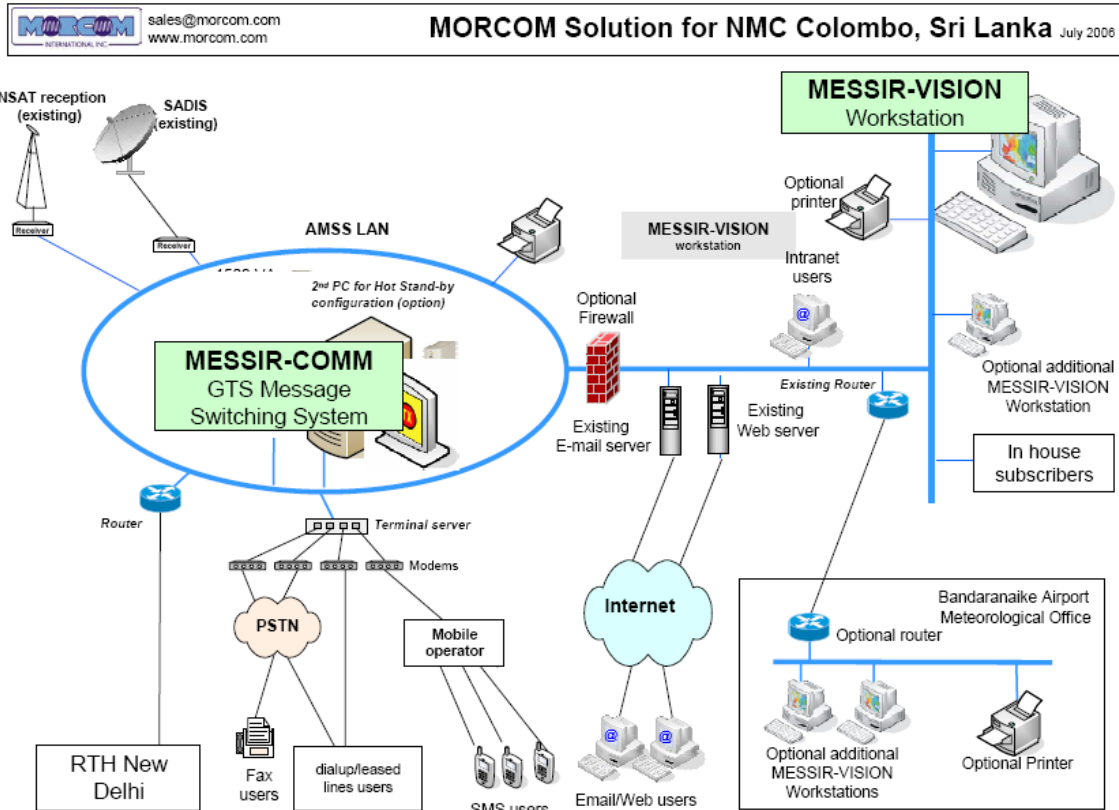 MORCOM
INTERNATIONAL INC.
sales@morcom.com
www.morcom.com
MORCOM Solution for NMC Colombo, Sri Lanka July 2006
NSAT reception
(existing)
SADIS
(existing)
Receiver
Receiver
AMSS LAN
2nd PC for Hot Stand-by
configuration (option)
MESSIR-COMM
GTS Message
Switching System
MESSIR-VISION
workstation
MESSIR-VISION
Workstation
Optional
printer
Intranet
users
@
Optional
Firewall
Existing
E-mail server
Existing
Web server
Existing Router
Optional additional
MESSIR-VISION
Workstation
In house
subscribers
Router
Terminal server
Modems
PSTN
Mobile
operator
Internet
RTH New
Delhi
Fax
users
dialup/leased
lines users
SMS users
@
@
Email/Web users
Bandaranaike Airport
Meteorological Office
Optional router
Optional additional
MESSIR-VISION
Workstations
Optional Printer